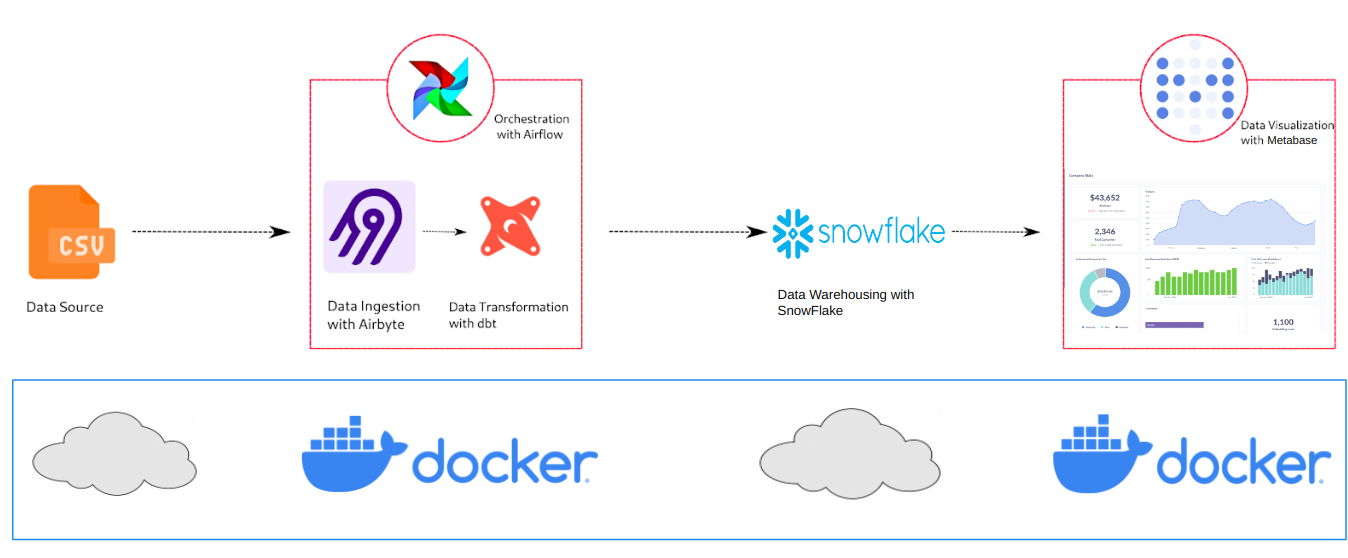 Orchestration
with Airflow
Data Visualization
with Metabase
Company Stats
$43,652
2,346
CSV
snowflake
Data Source
Data Ingestion
with Airbyte
Data Transformation
with dbt
Data Warehousing with
SnowFlake
1,100
docker
docker